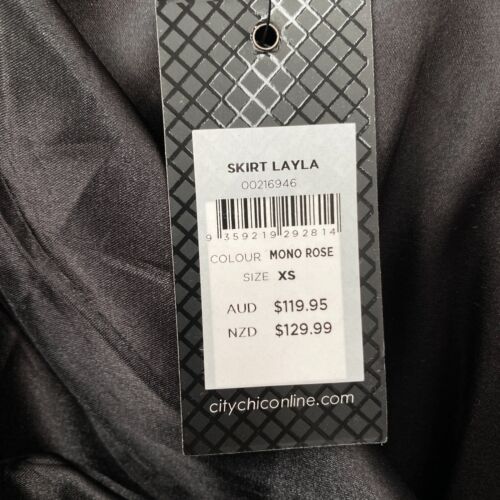 SKIRT LAYLA
00216946
9 359219 292814
COLOUR MONO ROSE
SIZE XS
AUD $119.95
NZD $129.99
citychiconline.com